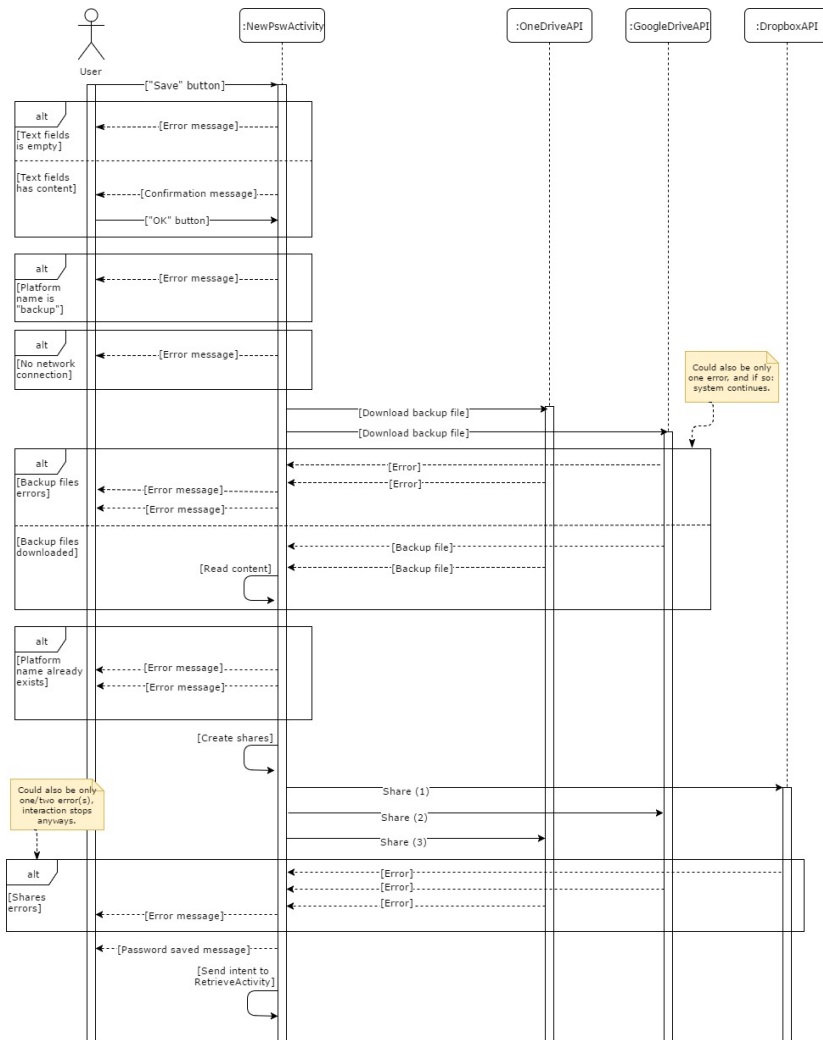 :NewPswActivity
:OneDriveAPI
:GoogleDriveAPI
:DropboxAPI
User
["Save" button]
alt
[Error message]
[Text fields
is empty]
[Text fields
has content]
[Confirmation message]
["OK" button]
alt
[Error message]
[Platform
name is
"backup"]
alt
[Error message]
[No network
connection]
Could also be only
one error, and if so:
system continues.
[Download backup file]
[Download backup file]
alt
[Error]
[Backup files
errors]
[Error]
[Error message]
[Error message]
[Backup files
downloaded]
[Backup file]
[Backup file]
[Read content]
alt
[Platform
name already
exists]
[Error message]
[Error message]
[Create shares]
Could also be only
one/two error(s),
interaction stops
anyways.
Share (1)
Share (2)
Share (3)
alt
[Error]
[Error]
[Shares
errors]
[Error]
[Error message]
[Password saved message]
[Send intent to
RetrieveActivity]